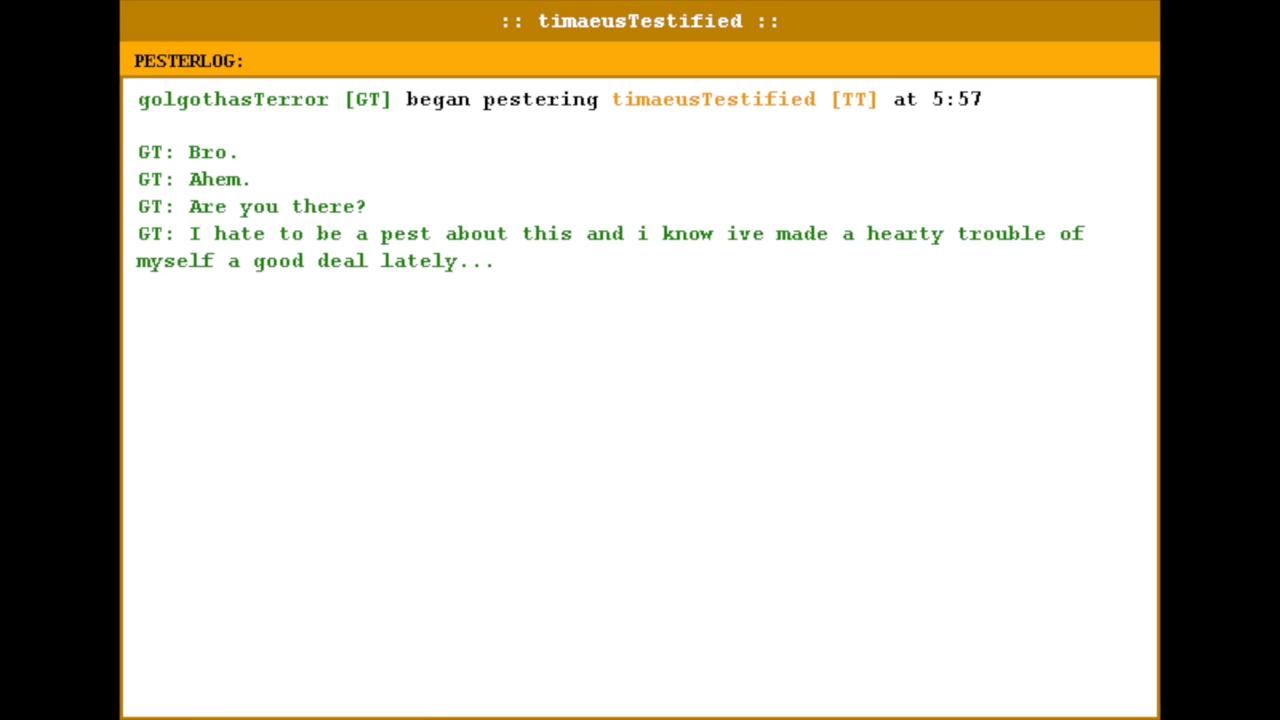 :: timaeusTestified ::
PESTERLOG:
golgothasTerror [GT] began pestering timaeusTestified [TT] at 5:57
GT: Bro.
GT: Ahem.
GT: Are you there?
GT: I hate to be a pest about this and i know ive made a hearty trouble of
myself a good deal lately...